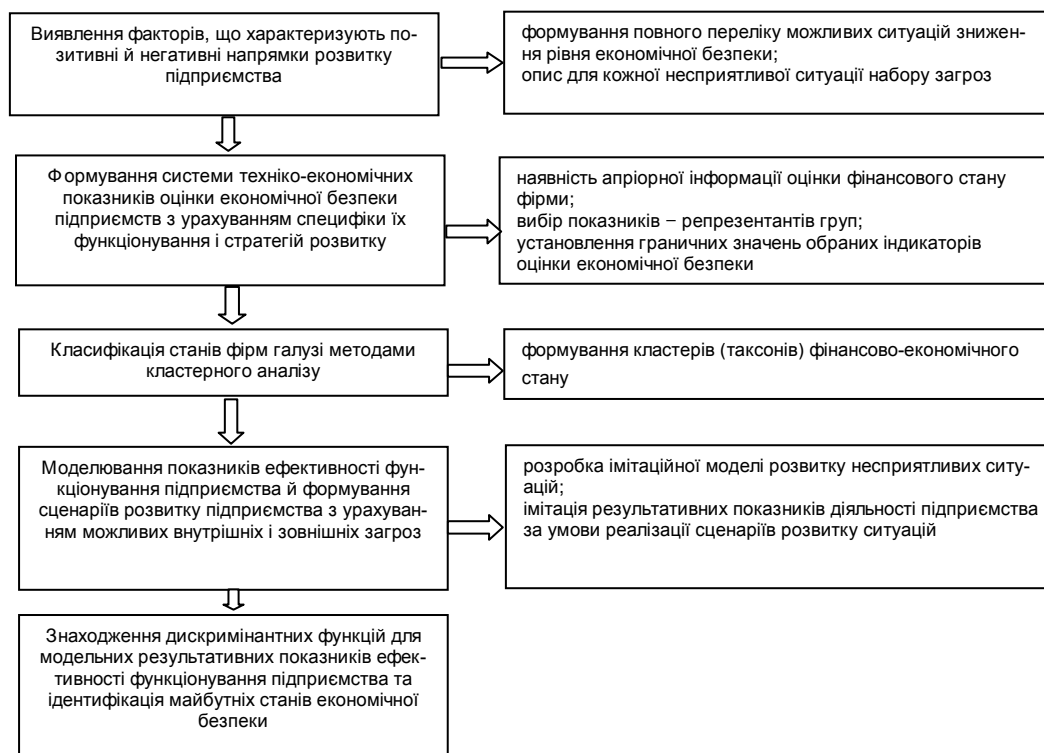 Виявлення факторів, що характеризують по-
зитивні й негативні напрямки розвитку
підприємства
формування повного переліку можливих ситуацій знижен-
ня рівня економічної безпеки;
опис для кожної несприятливої ситуації набору загроз
Формування системи техніко-економічних
показників оцінки економічної безпеки
підприємств з урахуванням специфіки їх
функціонування і стратегій розвитку
наявність апріорної інформації оцінки фінансового стану
фірми;
вибір показників – репрезентантів груп;
установлення граничних значень обраних індикаторів
оцінки економічної безпеки
Класифікація станів фірм галузі методами
кластерного аналізу
формування кластерів (таксонів) фінансово-економічного
стану
Моделювання показників ефективності фун-
кціонування підприємства й формування
сценаріїв розвитку підприємства з урахуван-
ням можливих внутрішніх і зовнішніх загроз
розробка імітаційної моделі розвитку несприятливих ситу-
ацій;
імітація результативних показників діяльності підприємства
за умови реалізації сценаріїв розвитку ситуацій
Знаходження дискримінантних функцій для
модельних результативних показників ефек-
тивності функціонування підприємства та
ідентифікація майбутніх станів економічної
безпеки